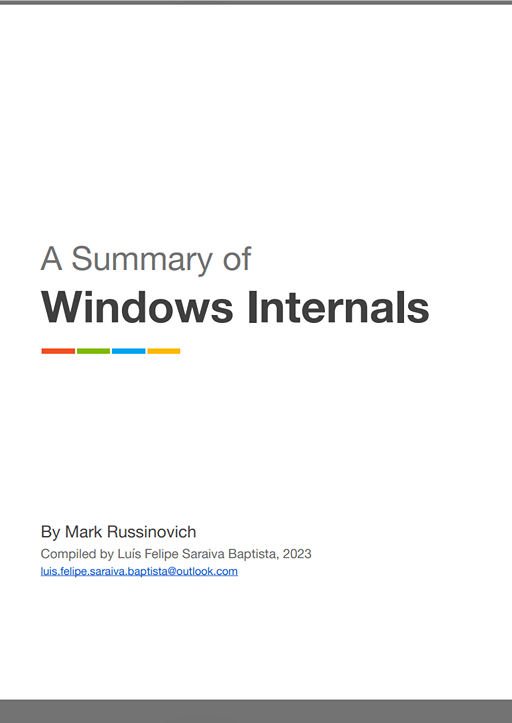 A Summary of
Windows Internals
By Mark Russinovich
Compiled by Luís Felipe Saraiva Baptista, 2023
luis.felipe.saraiva.baptista@outlook.com